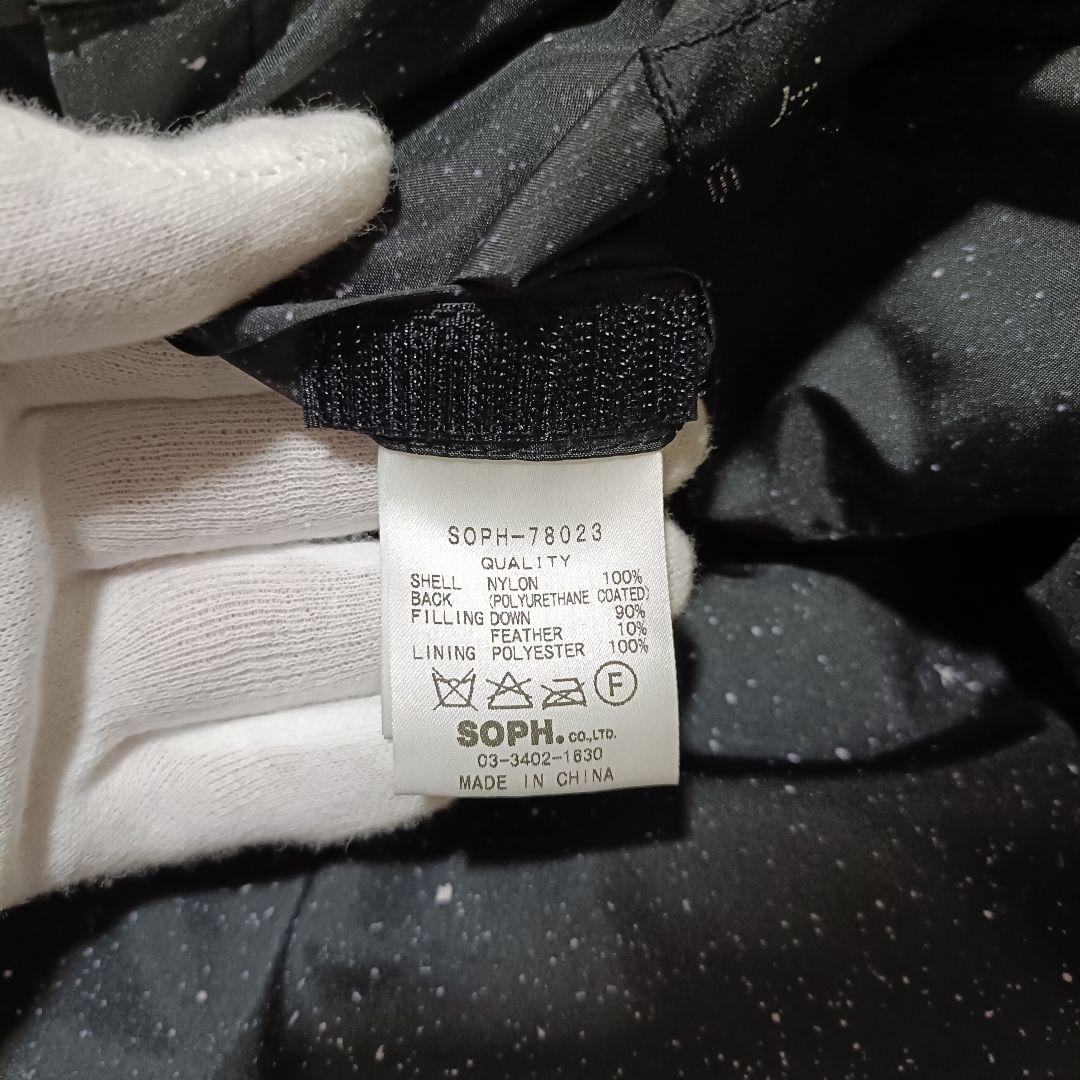 SOPH-78023
QUALITY
SHELL NYLON 100%
BACK (POLYURETHANE COATED)
FILLING DOWN 90%
FEATHER 10%
LINING POLYESTER 100%
F
SOPH. CO.,LTD.
03-3402-1630
MADE IN CHINA